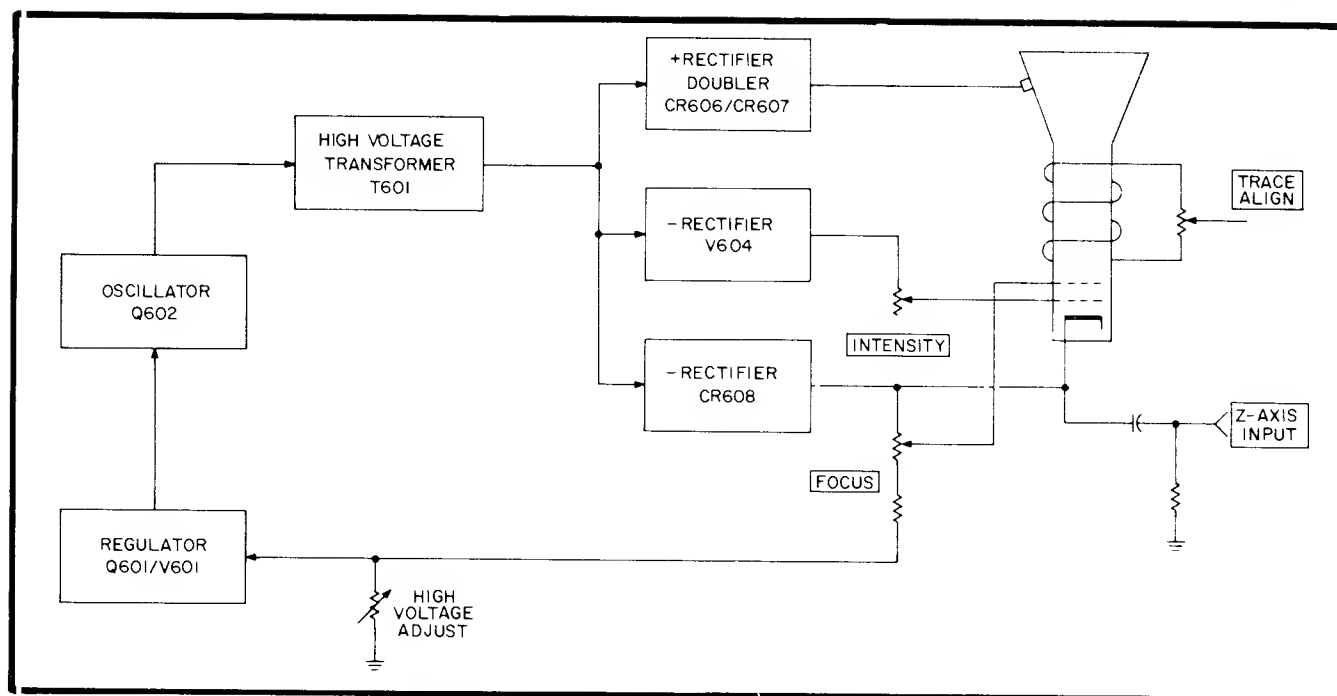 +RECTIFIER
DOUBLER
CR606/CR607
HIGH VOLTAGE
TRANSFORMER
T601
TRACE
ALIGN
-RECTIFIER
V604
OSCILLATOR
Q602
INTENSITY
-RECTIFIER
CR608
Z-AXIS
INPUT
FOCUS
REGULATOR
Q601/V601
HIGH
VOLTAGE
ADJUST